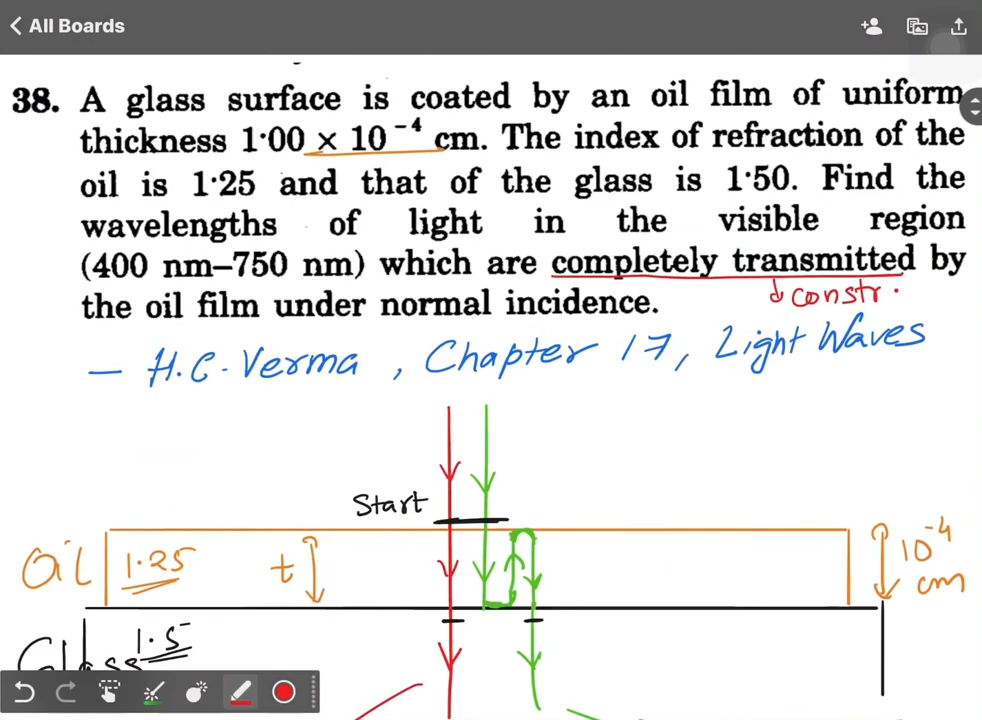 All Boards
38. A glass surface is coated by an oil film of uniform
thickness 1·00 × 10⁻⁴ cm. The index of refraction of the
oil is 1·25 and that of the glass is 1·50. Find the
wavelengths of light in the visible region
(400 nm–750 nm) which are completely transmitted by
the oil film under normal incidence.
↓ constr.
— H.C. Verma, Chapter 17, Light Waves
Start
Oil 1.25 t 10⁻⁴
cm
Glass 1.5